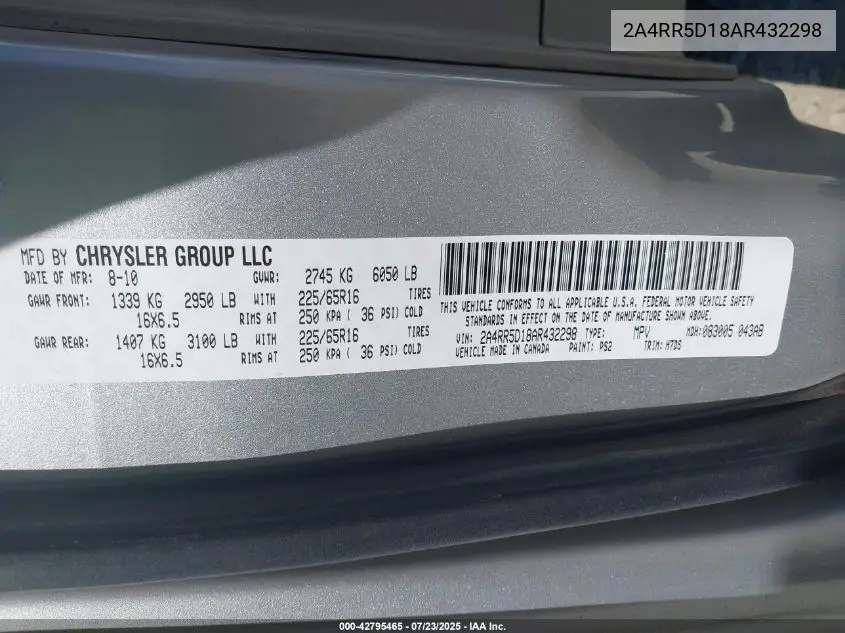 2A4RR5D18AR432298
MFD BY CHRYSLER GROUP LLC
DATE OF MFR: 8-10 GVWR: 2745 KG 6050 LB
GAWR FRONT: 1339 KG 2950 LB WITH 225/65R16 TIRES
16X6.5 RIMS AT 250 KPA ( 36 PSI) COLD
GAWR REAR: 1407 KG 3100 LB WITH 225/65R16 TIRES
16X6.5 RIMS AT 250 KPA ( 36 PSI) COLD
THIS VEHICLE CONFORMS TO ALL APPLICABLE U.S.A. FEDERAL MOTOR VEHICLE SAFETY
STANDARDS IN EFFECT ON THE DATE OF MANUFACTURE SHOWN ABOVE.
VIN: 2A4RR5D18AR432298 TYPE: MPV MDH: 083005 043AB
VEHICLE MADE IN CANADA PAINT: PS2 TRIM: H7DS
000-42795465 - 07/23/2025 - IAA Inc.